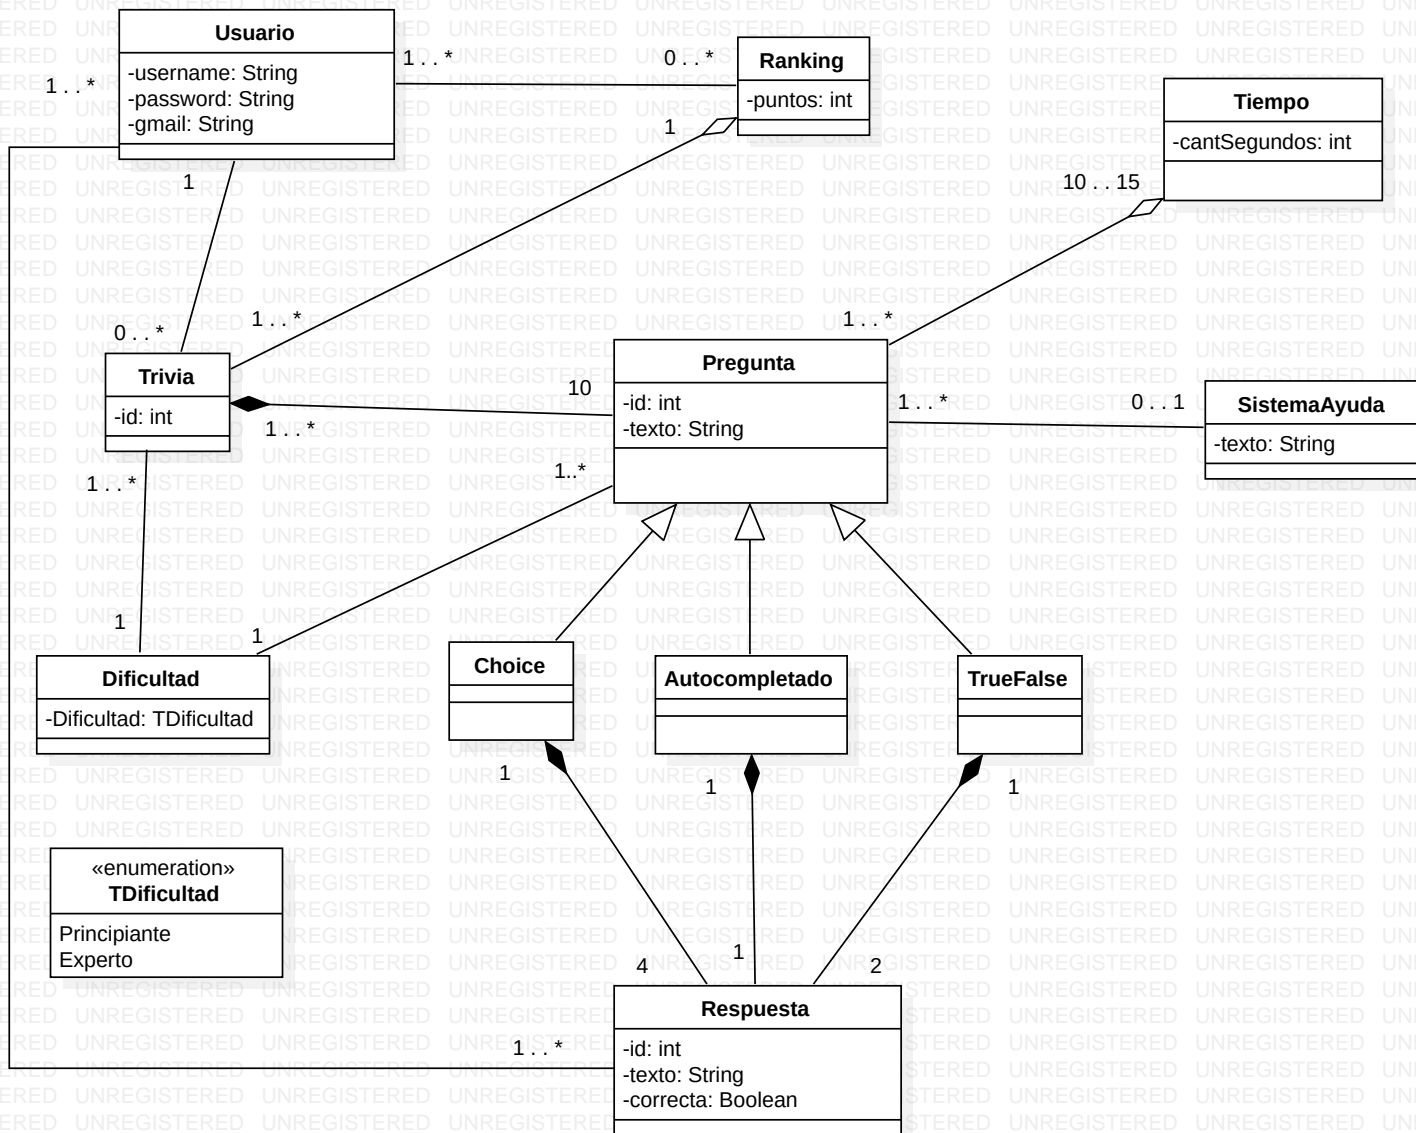 Usuario
-username: String
-password: String
-gmail: String
1 . . *
1 . . *
0 . . *
Ranking
-puntos: int
1
1
Tiempo
-cantSegundos: int
10 . . 15
0 . . *
1 . . *
1 . . *
Trivia
-id: int
1 . . *
10
Pregunta
-id: int
-texto: String
1 . . *
0 . . 1
SistemaAyuda
-texto: String
1 . . *
1..*
1
1
Dificultad
-Dificultad: TDificultad
Choice
Autocompletado
TrueFalse
1
1
1
«enumeration»
TDificultad
Principiante
Experto
4
1
2
1 . . *
Respuesta
-id: int
-texto: String
-correcta: Boolean
UNREGISTERED